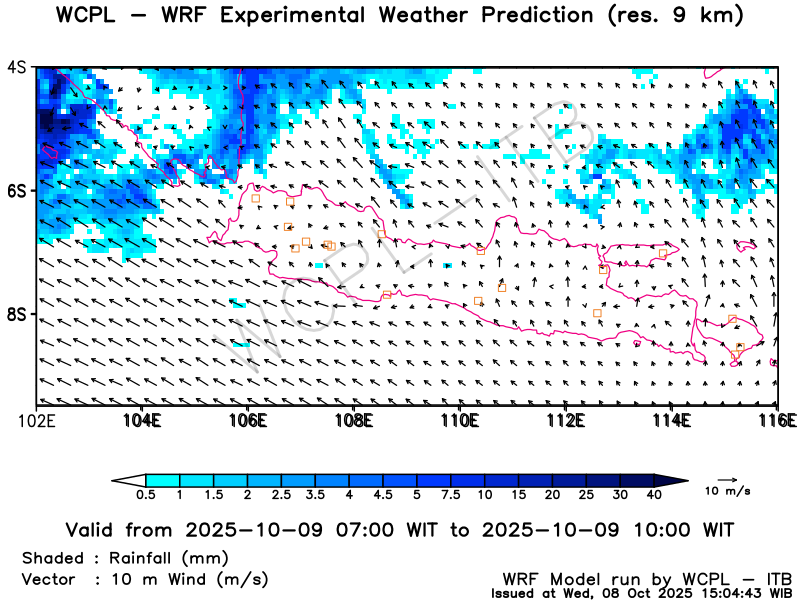 WCPL – WRF Experimental Weather Prediction (res. 9 km)
4S
6S
8S
WCPL–ITB
102E 104E 106E 108E 110E 112E 114E 116E
0.5 1 1.5 2 2.5 3.5 4 4.5 5 7.5 10 15 20 25 30 40
10 m/s
Valid from 2025–10–09 07:00 WIT to 2025–10–09 10:00 WIT
Shaded : Rainfall (mm)
Vector : 10 m Wind (m/s)
WRF Model run by WCPL – ITB
Issued at Wed, 08 Oct 2025 15:04:43 WIB